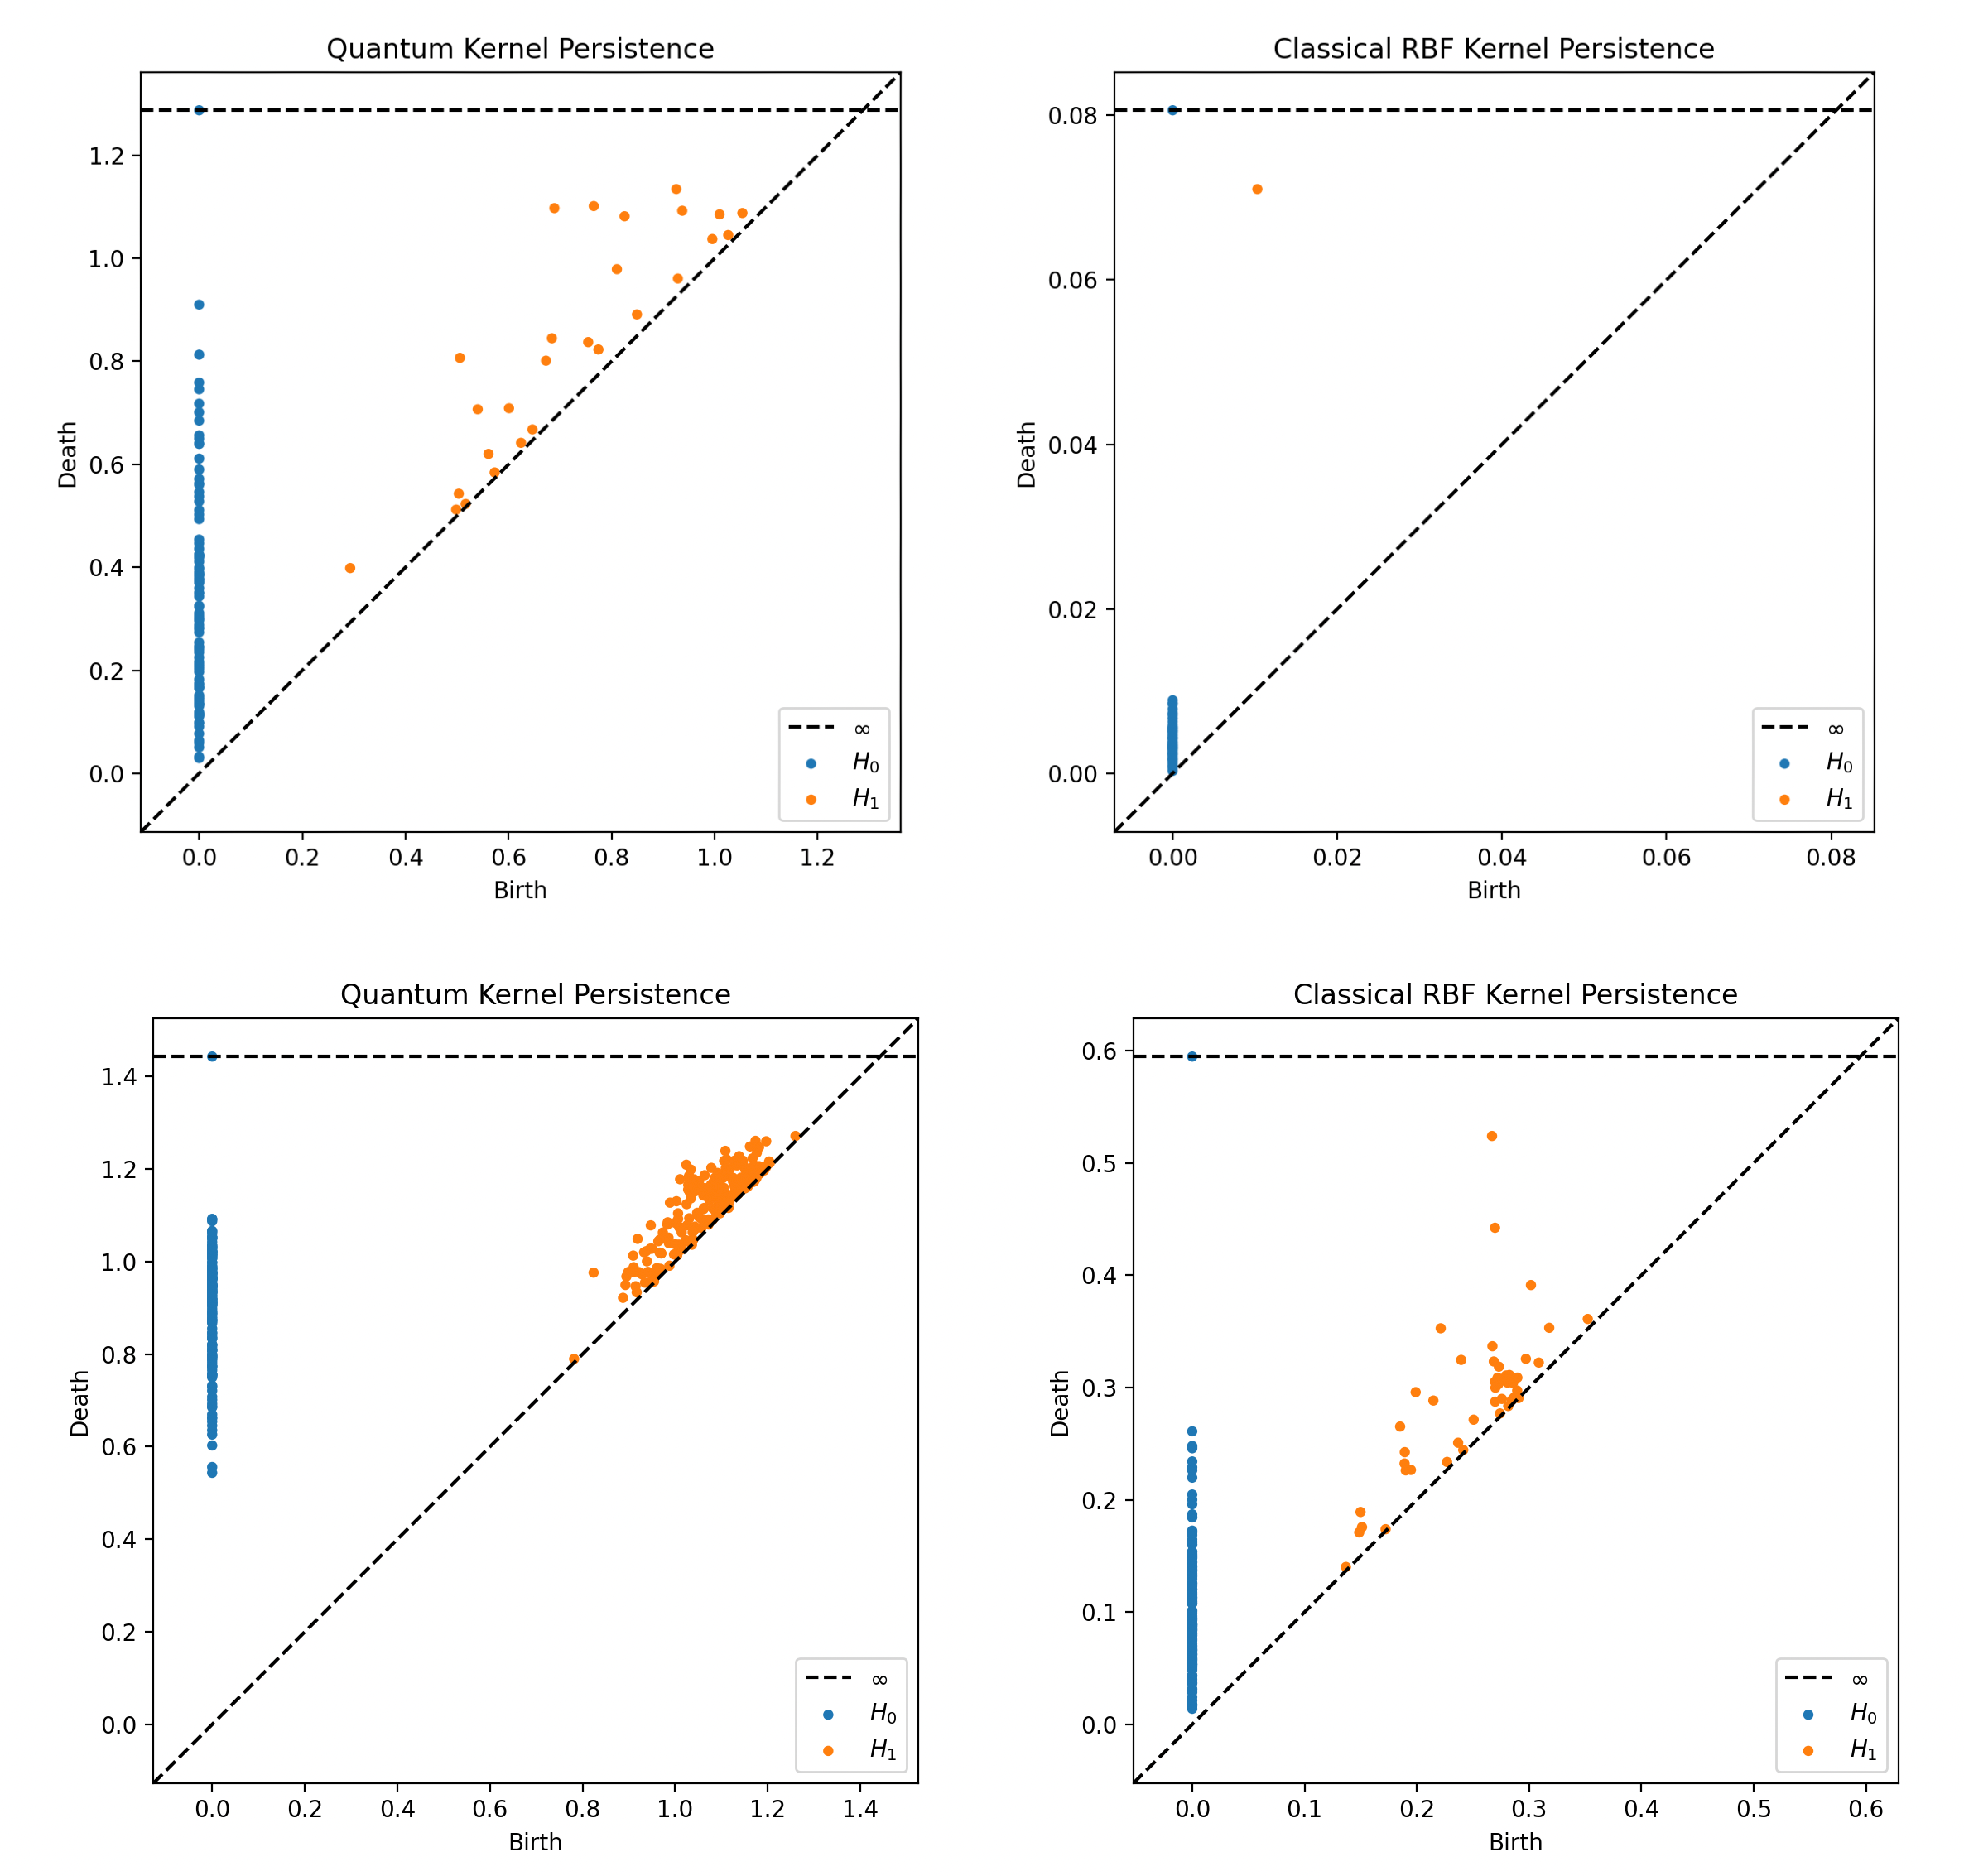 Quantum Kernel Persistence
1.2
1.0
0.8
0.6
0.4
0.2
0.0
Death
0.0 0.2 0.4 0.6 0.8 1.0 1.2
Birth
∞
H₀
H₁
Classical RBF Kernel Persistence
0.08
0.06
0.04
0.02
0.00
Death
0.00 0.02 0.04 0.06 0.08
Birth
∞
H₀
H₁
Quantum Kernel Persistence
1.4
1.2
1.0
0.8
0.6
0.4
0.2
0.0
Death
0.0 0.2 0.4 0.6 0.8 1.0 1.2 1.4
Birth
∞
H₀
H₁
Classical RBF Kernel Persistence
0.6
0.5
0.4
0.3
0.2
0.1
0.0
Death
0.0 0.1 0.2 0.3 0.4 0.5 0.6
Birth
∞
H₀
H₁